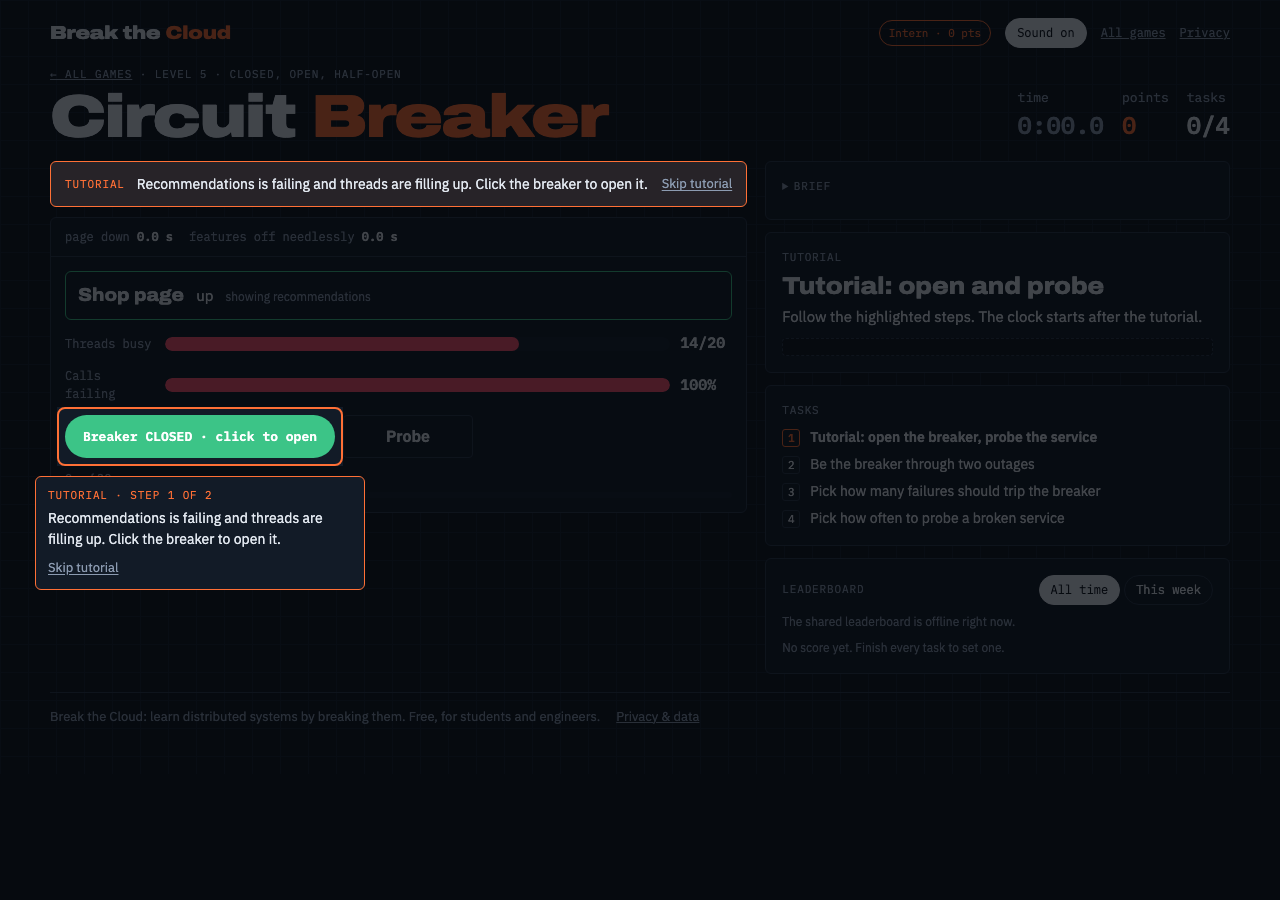 Break the Cloud
Intern · 0 pts
Sound on
All games
Privacy
← ALL GAMES · LEVEL 5 · CLOSED, OPEN, HALF-OPEN
Circuit Breaker
time
0:00.0
points
0
tasks
0/4
TUTORIAL Recommendations is failing and threads are filling up. Click the breaker to open it. Skip tutorial
page down 0.0 s features off needlessly 0.0 s
Shop page up showing recommendations
Threads busy 14/20
Calls failing 100%
Breaker CLOSED · click to open
Probe
TUTORIAL · STEP 1 OF 2
Recommendations is failing and threads are
filling up. Click the breaker to open it.
Skip tutorial
▶ BRIEF
TUTORIAL
Tutorial: open and probe
Follow the highlighted steps. The clock starts after the tutorial.
TASKS
1 Tutorial: open the breaker, probe the service
2 Be the breaker through two outages
3 Pick how many failures should trip the breaker
4 Pick how often to probe a broken service
LEADERBOARD
All time
This week
The shared leaderboard is offline right now.
No score yet. Finish every task to set one.
Break the Cloud: learn distributed systems by breaking them. Free, for students and engineers. Privacy & data